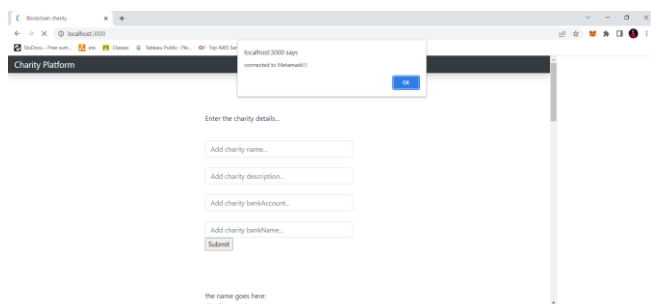 Blockchain charity
localhost:3000
StuDocu - Free sum...
Classes
Tableau Public: Re...
Top AWS Ser
localhost:3000 says
connected to Metamask!!!
OK
Charity Platform
Enter the charity details...
Add charity name...
Add charity description...
Add charity bankAccount...
Add charity bankName...
Submit
the name goes here: